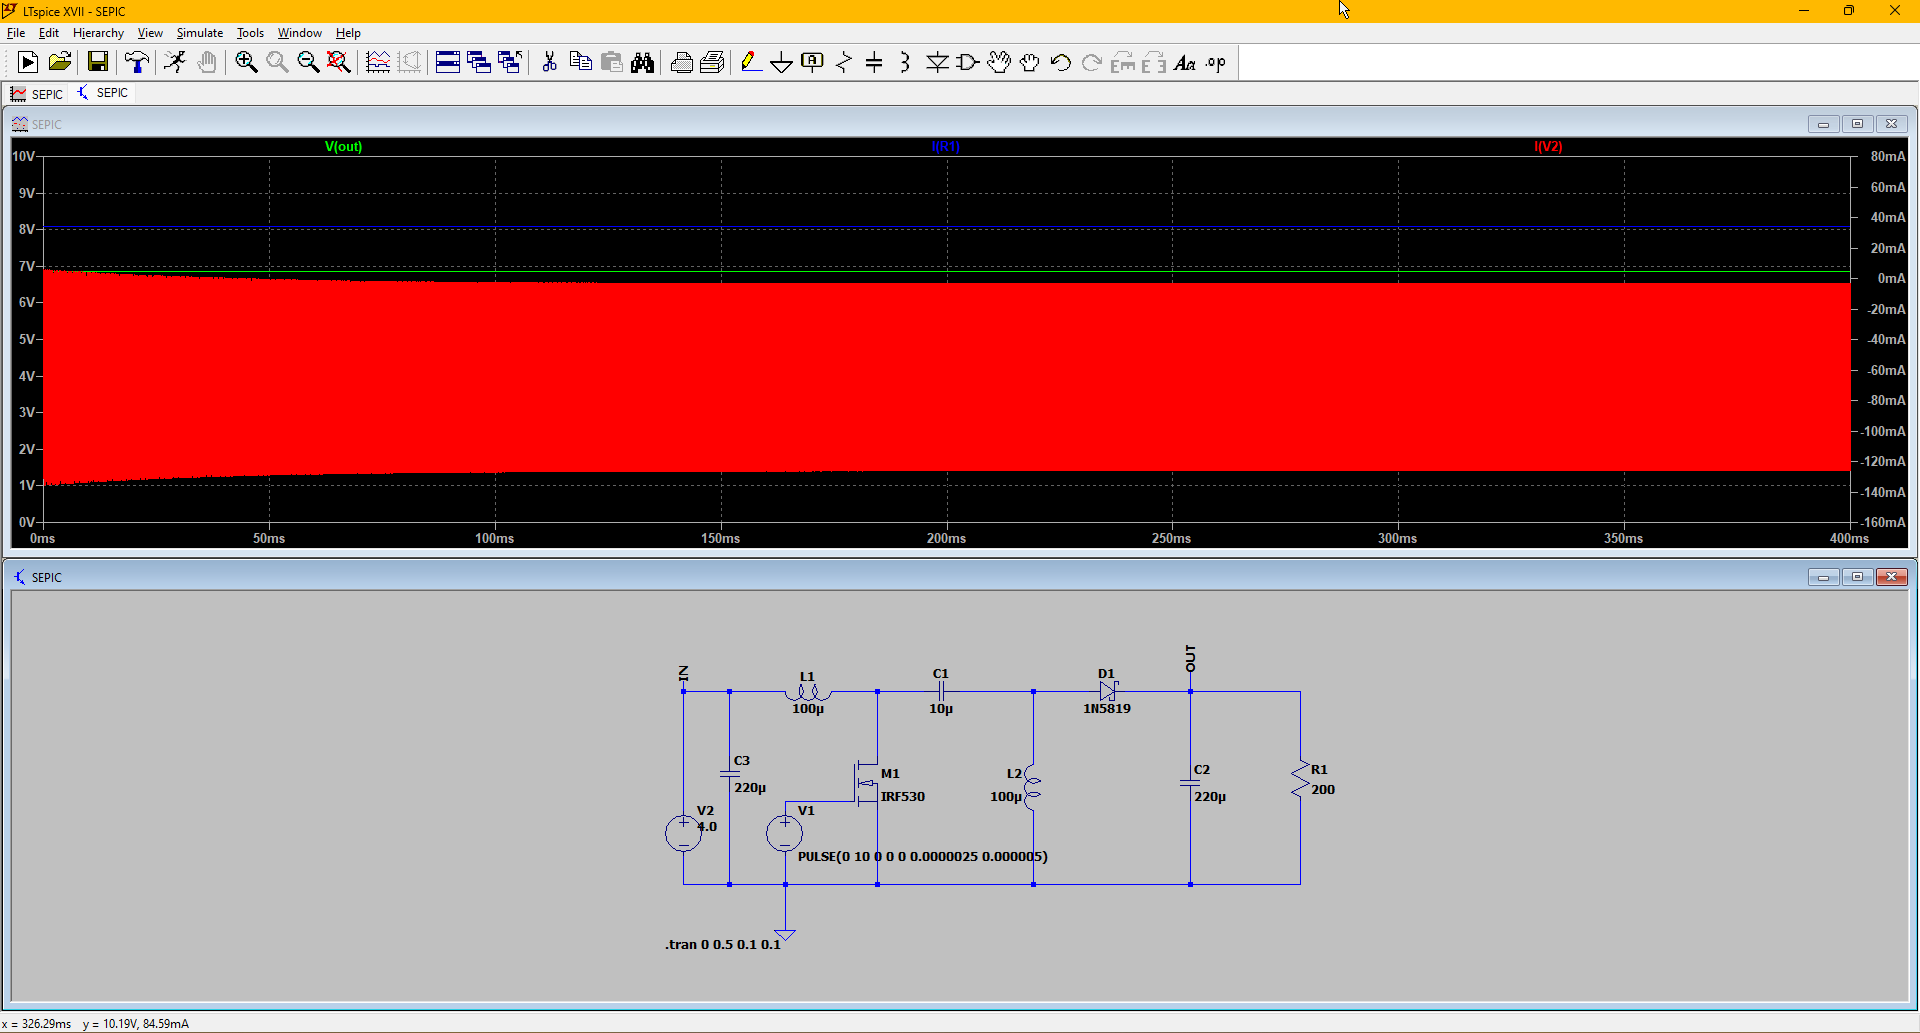 LTspice XVII - SEPIC
File Edit Hierarchy View Simulate Tools Window Help
A Aa .op
SEPIC SEPIC
SEPIC
V(out) I(R1) I(V2)
10V 80mA
9V 60mA
8V 40mA
20mA
7V 0mA
6V -20mA
5V -40mA
4V -60mA
3V -80mA
2V -100mA
-120mA
1V -140mA
0V -160mA
0ms 50ms 100ms 150ms 200ms 250ms 300ms 350ms 400ms
SEPIC
IN L1 C1 D1 OUT
100µ 10µ 1N5819
C3
220µ
M1
IRF530
L2
100µ
C2
220µ
R1
200
V2
4.0
V1
PULSE(0 10 0 0 0 0.0000025 0.000005)
.tran 0 0.5 0.1 0.1
x = 326.29ms y = 10.19V, 84.59mA